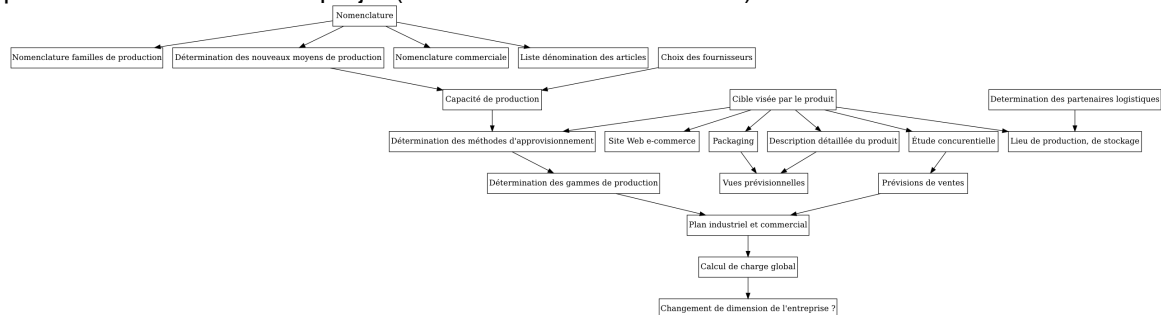 Nomenclature
Nomenclature familles de production
Détermination des nouveaux moyens de production
Nomenclature commerciale
Liste dénomination des articles
Choix des fournisseurs
Capacité de production
Cible visée par le produit
Determination des partenaires logistiques
Détermination des méthodes d'approvisionnement
Site Web e-commerce
Packaging
Description détaillée du produit
Étude concurentielle
Lieu de production, de stockage
Détermination des gammes de production
Vues prévisionnelles
Prévisions de ventes
Plan industriel et commercial
Calcul de charge global
Changement de dimension de l'entreprise ?